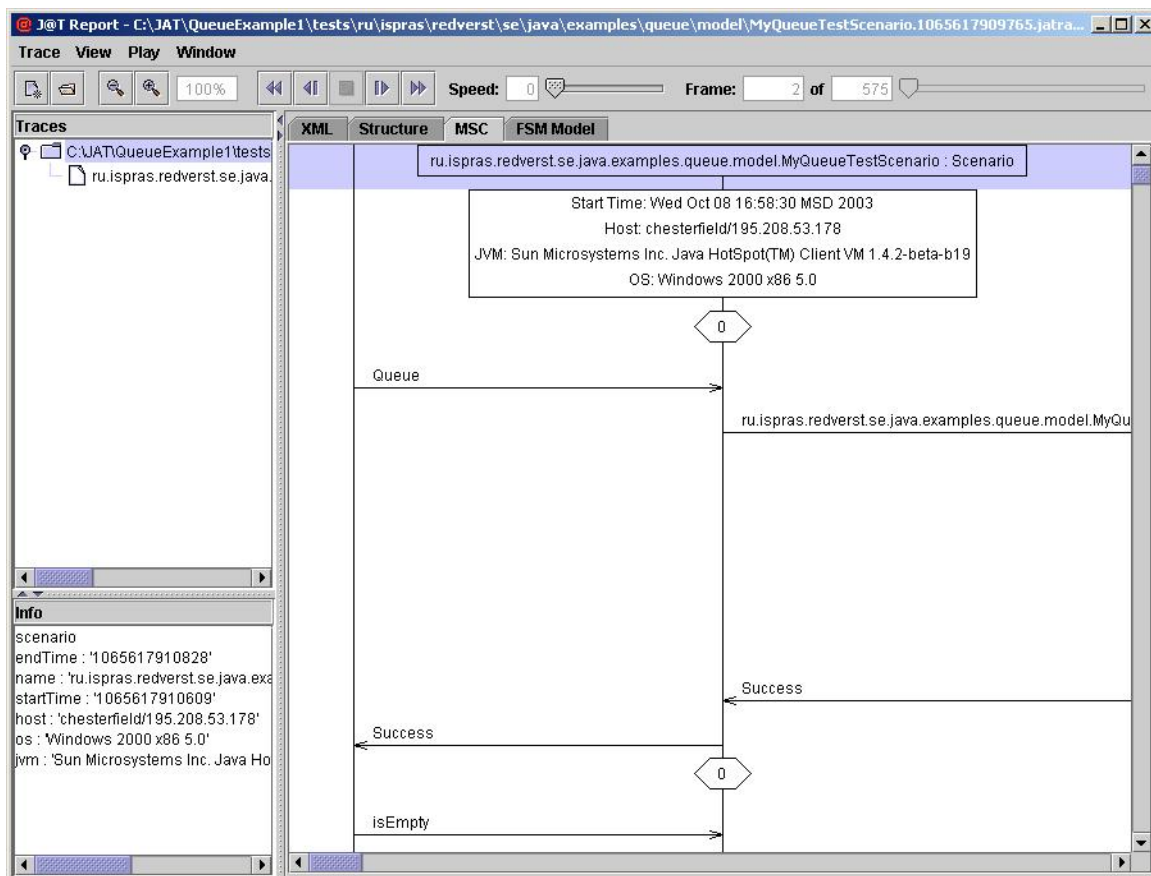 J@T Report - C:\JAT\QueueExample1\tests\ru\ispras\redverst\se\java\examples\queue\model\MyQueueTestScenario.1065617909765.jatra...
Trace View Play Window
100% Speed: 0 Frame: 2 of 575
Traces
C:\JAT\QueueExample1\tests
ru.ispras.redverst.se.java.
XML Structure MSC FSM Model
ru.ispras.redverst.se.java.examples.queue.model.MyQueueTestScenario : Scenario
Start Time: Wed Oct 08 16:58:30 MSD 2003
Host: chesterfield/195.208.53.178
JVM: Sun Microsystems Inc. Java HotSpot(TM) Client VM 1.4.2-beta-b19
OS: Windows 2000 x86 5.0
0
Queue
ru.ispras.redverst.se.java.examples.queue.model.MyQu
Success
Success
0
isEmpty
Info
scenario
endTime : '1065617910828'
name : 'ru.ispras.redverst.se.java.exa
startTime : '1065617910609'
host : 'chesterfield/195.208.53.178'
os : 'Windows 2000 x86 5.0'
jvm : 'Sun Microsystems Inc. Java Ho